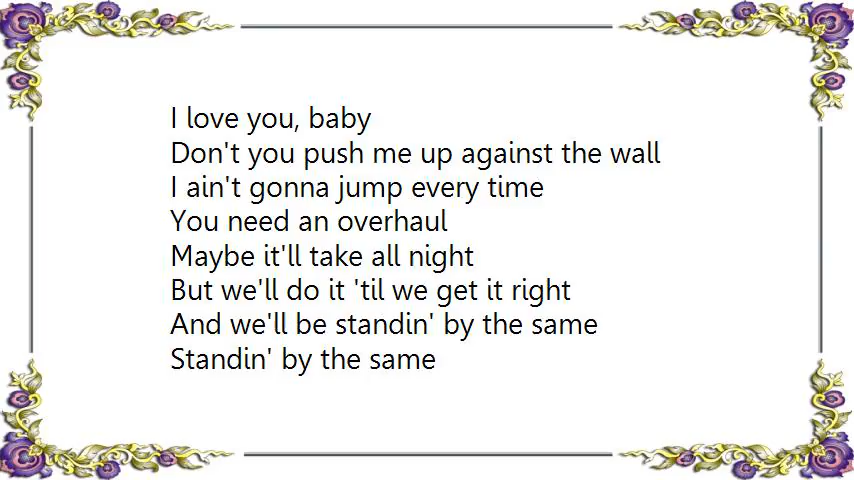 I love you, baby
Don't you push me up against the wall
I ain't gonna jump every time
You need an overhaul
Maybe it'll take all night
But we'll do it 'til we get it right
And we'll be standin' by the same
Standin' by the same